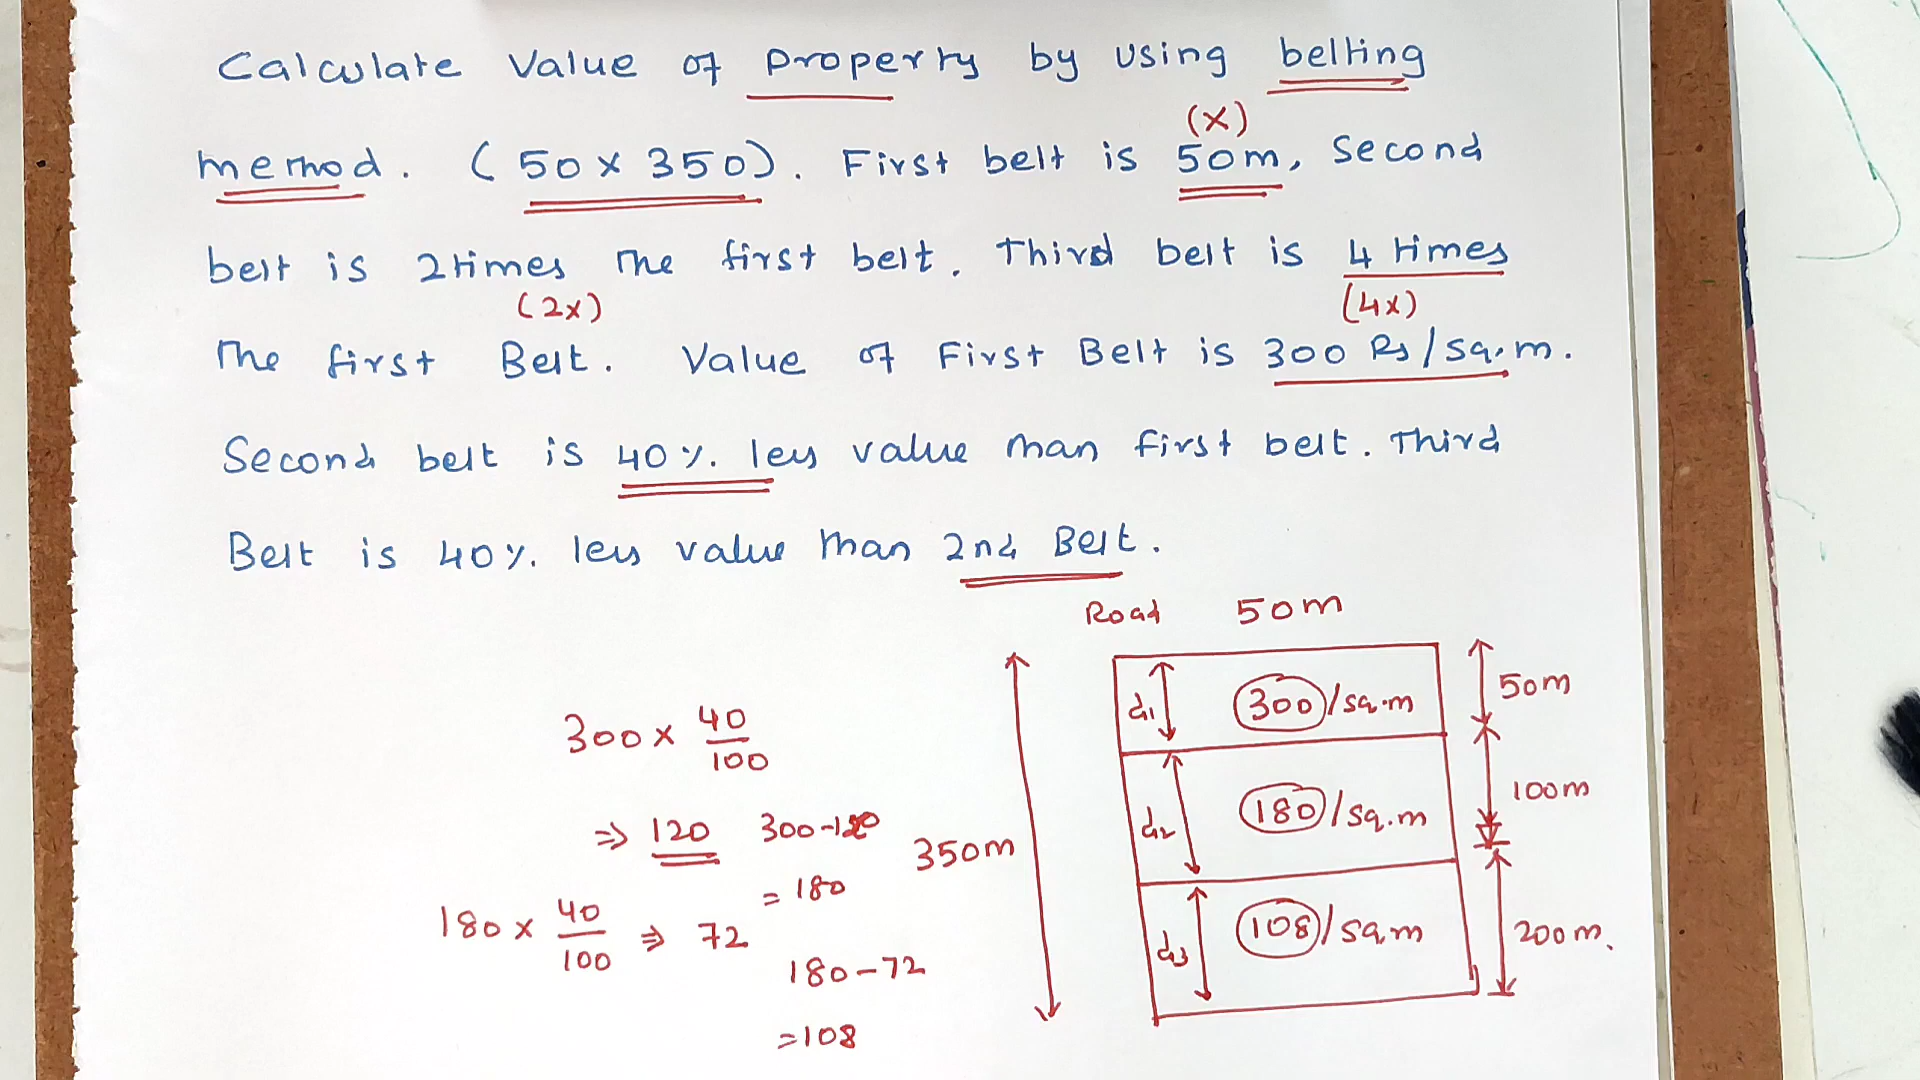 Calculate Value of property by using belting
(x)
method. (50 x 350). First belt is 50m, Second
belt is 2 times The first belt. Third belt is 4 times
(2x) (4x)
The first Belt. Value of First Belt is 300 Rs/sq.m.
Second belt is 40%. less value than first belt. Third
Belt is 40%. less value than 2nd Belt.
Road 50m
300 x 40/100
⇒ 120 300-120
= 180
180 x 40/100 ⇒ 72
180-72
=108
350m
d1 300/sq.m 50m
d2 180/sq.m 100m
d3 108/sq.m 200m.